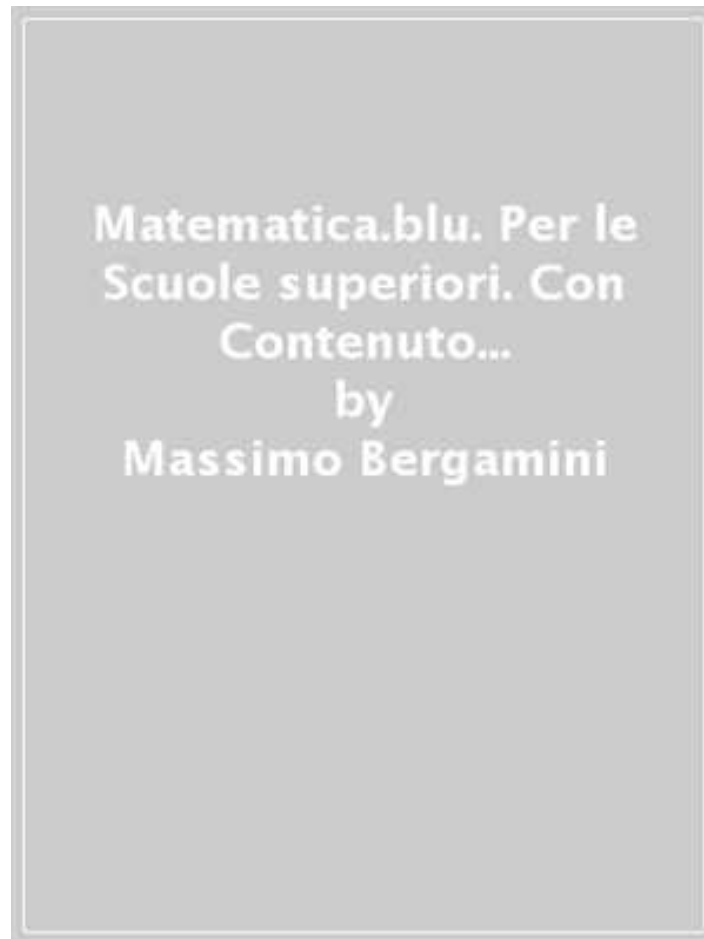 Matematica.blu. Per le
Scuole superiori. Con
Contenuto...
by
Massimo Bergamini